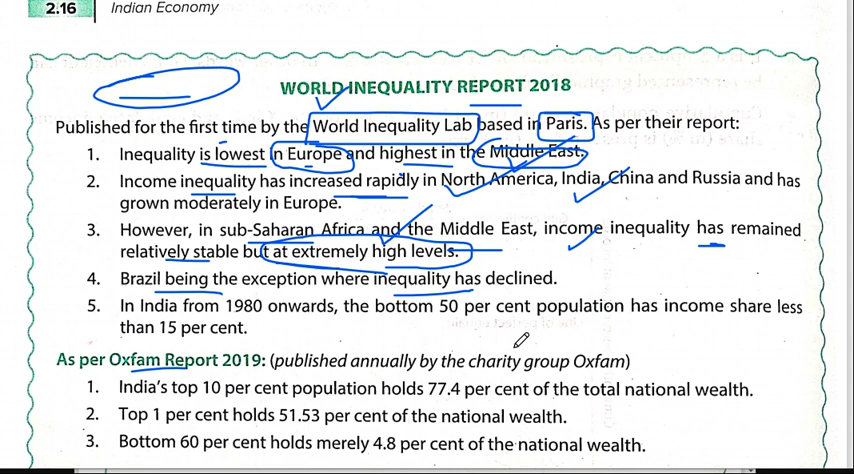 2.16 Indian Economy
WORLD INEQUALITY REPORT 2018
Published for the first time by the World Inequality Lab based in Paris. As per their report:
1. Inequality is lowest in Europe and highest in the Middle East.
2. Income inequality has increased rapidly in North America, India, China and Russia and has
grown moderately in Europe.
3. However, in sub-Saharan Africa and the Middle East, income inequality has remained
relatively stable but at extremely high levels.
4. Brazil being the exception where inequality has declined.
5. In India from 1980 onwards, the bottom 50 per cent population has income share less
than 15 per cent.
As per Oxfam Report 2019: (published annually by the charity group Oxfam)
1. India's top 10 per cent population holds 77.4 per cent of the total national wealth.
2. Top 1 per cent holds 51.53 per cent of the national wealth.
3. Bottom 60 per cent holds merely 4.8 per cent of the national wealth.